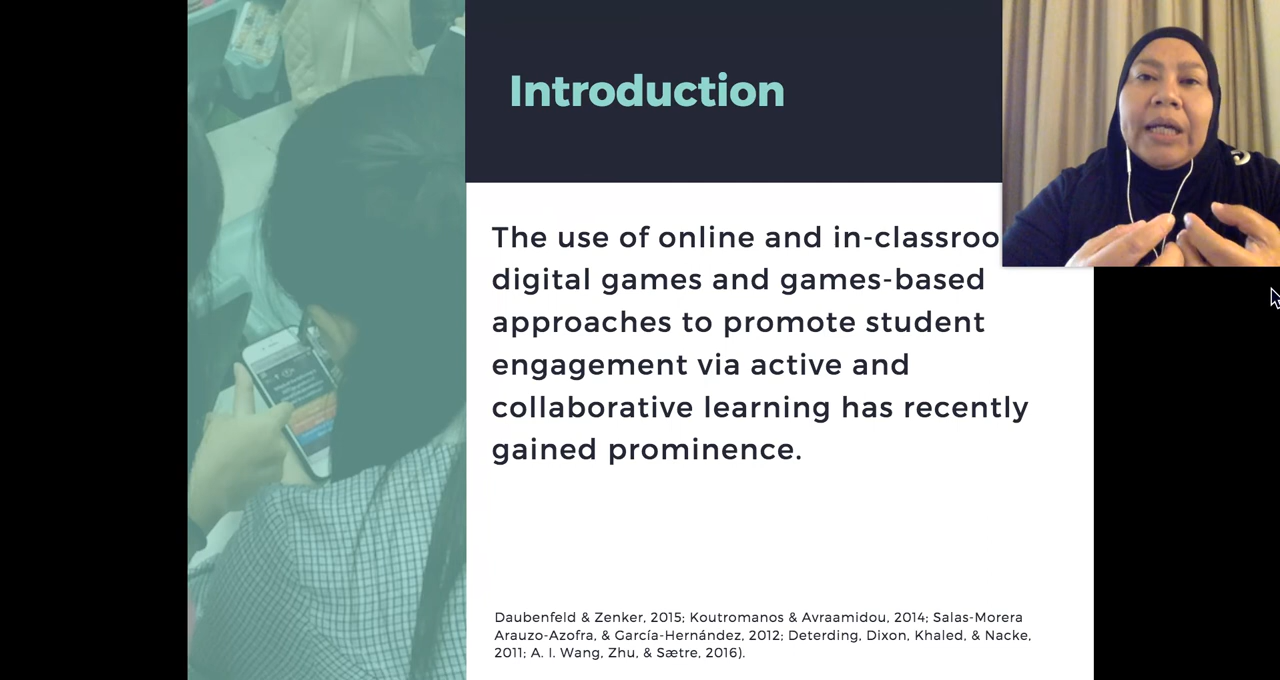 Introduction
The use of online and in-classroo
digital games and games-based
approaches to promote student
engagement via active and
collaborative learning has recently
gained prominence.
Daubenfeld & Zenker, 2015; Koutromanos & Avraamidou, 2014; Salas-Morera
Arauzo-Azofra, & García-Hernández, 2012; Deterding, Dixon, Khaled, & Nacke,
2011; A. I. Wang, Zhu, & Sætre, 2016).